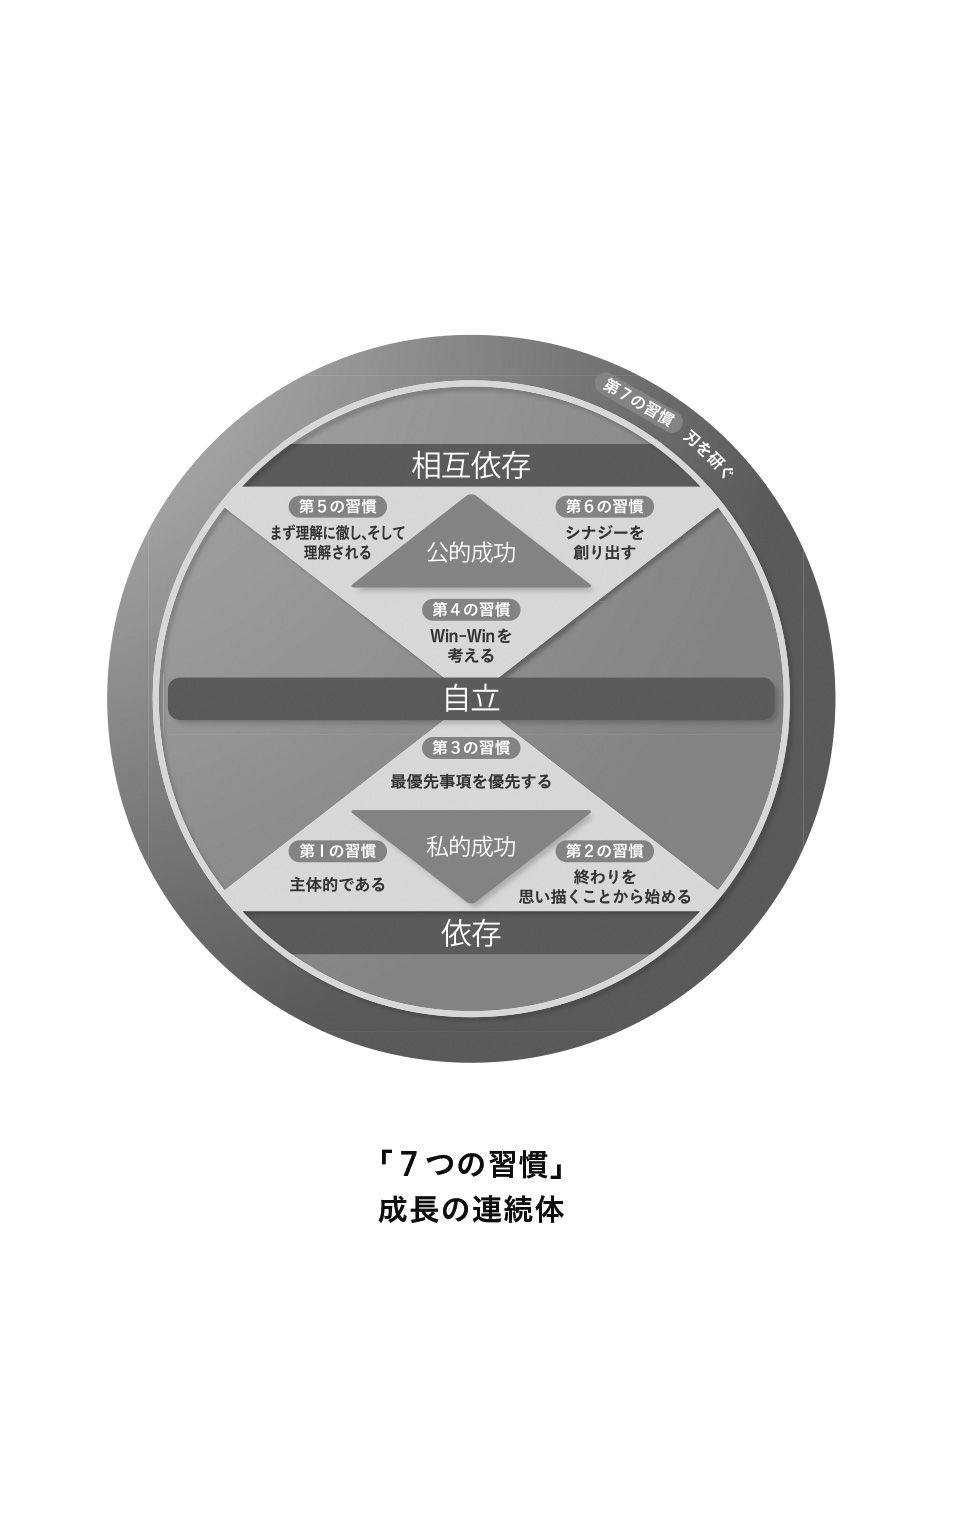 第7の習慣 刃を研ぐ
相互依存
第5の習慣
まず理解に徹し、そして
理解される
第6の習慣
シナジーを
創り出す
公的成功
第4の習慣
Win-Winを
考える
自立
第3の習慣
最優先事項を優先する
私的成功
第1の習慣
主体的である
第2の習慣
終わりを
思い描くことから始める
依存
「7つの習慣」
成長の連続体